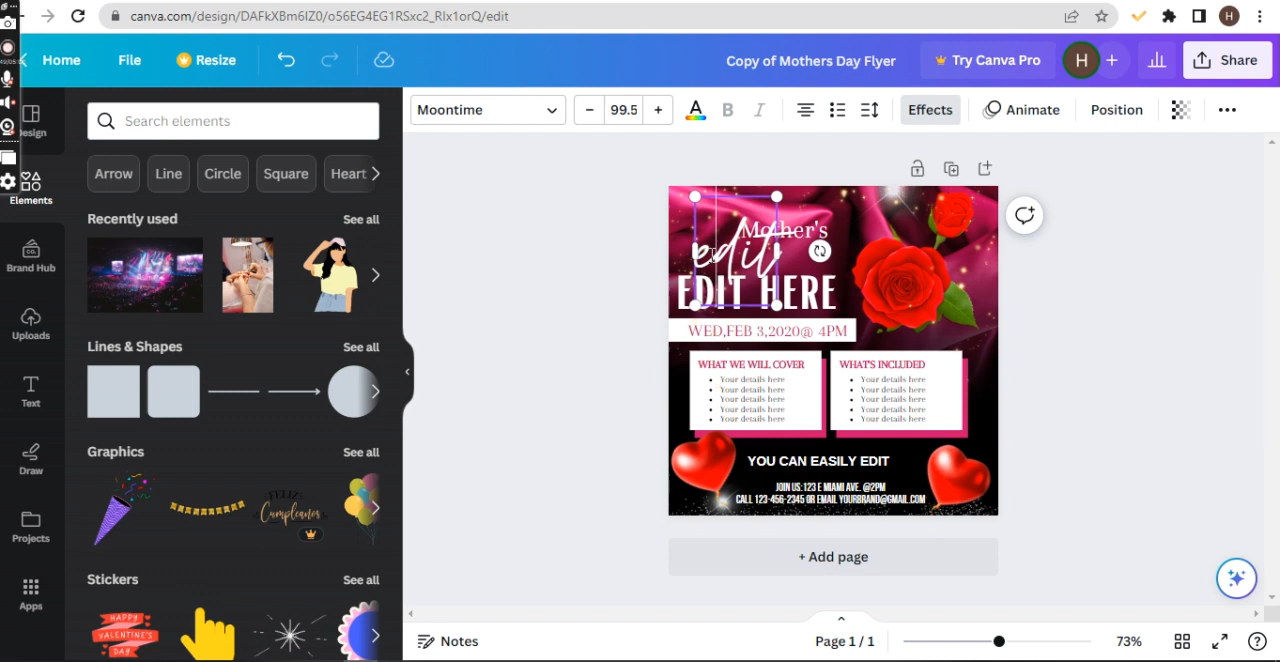 canva.com/design/DAFkXBm6IZ0/o56EG4EG1RSxc2_RIx1orQ/edit
H
Home
File
Resize
Copy of Mothers Day Flyer
Try Canva Pro
H
+
Share
Moontime
– 99.5 +
A
B
I
Effects
Animate
Position
Search elements
Design
Elements
Brand Hub
Uploads
Text
Draw
Projects
Apps
Arrow
Line
Circle
Square
Heart
Recently used
See all
Lines & Shapes
See all
Graphics
See all
FELIZ
Cumpleanos
Stickers
See all
HAPPY
VALENTINE'S
DAY
Mother's
edit
EDIT HERE
WED,FEB 3,2020@ 4PM
WHAT WE WILL COVER
• Your details here
• Your details here
• Your details here
• Your details here
• Your details here
WHAT'S INCLUDED
• Your details here
• Your details here
• Your details here
• Your details here
• Your details here
YOU CAN EASILY EDIT
JOIN US: 123 E MIAMI AVE. @2PM
CALL 123-456-2345 OR EMAIL YOURBRAND@GMAIL.COM
+ Add page
Notes
Page 1 / 1
73%